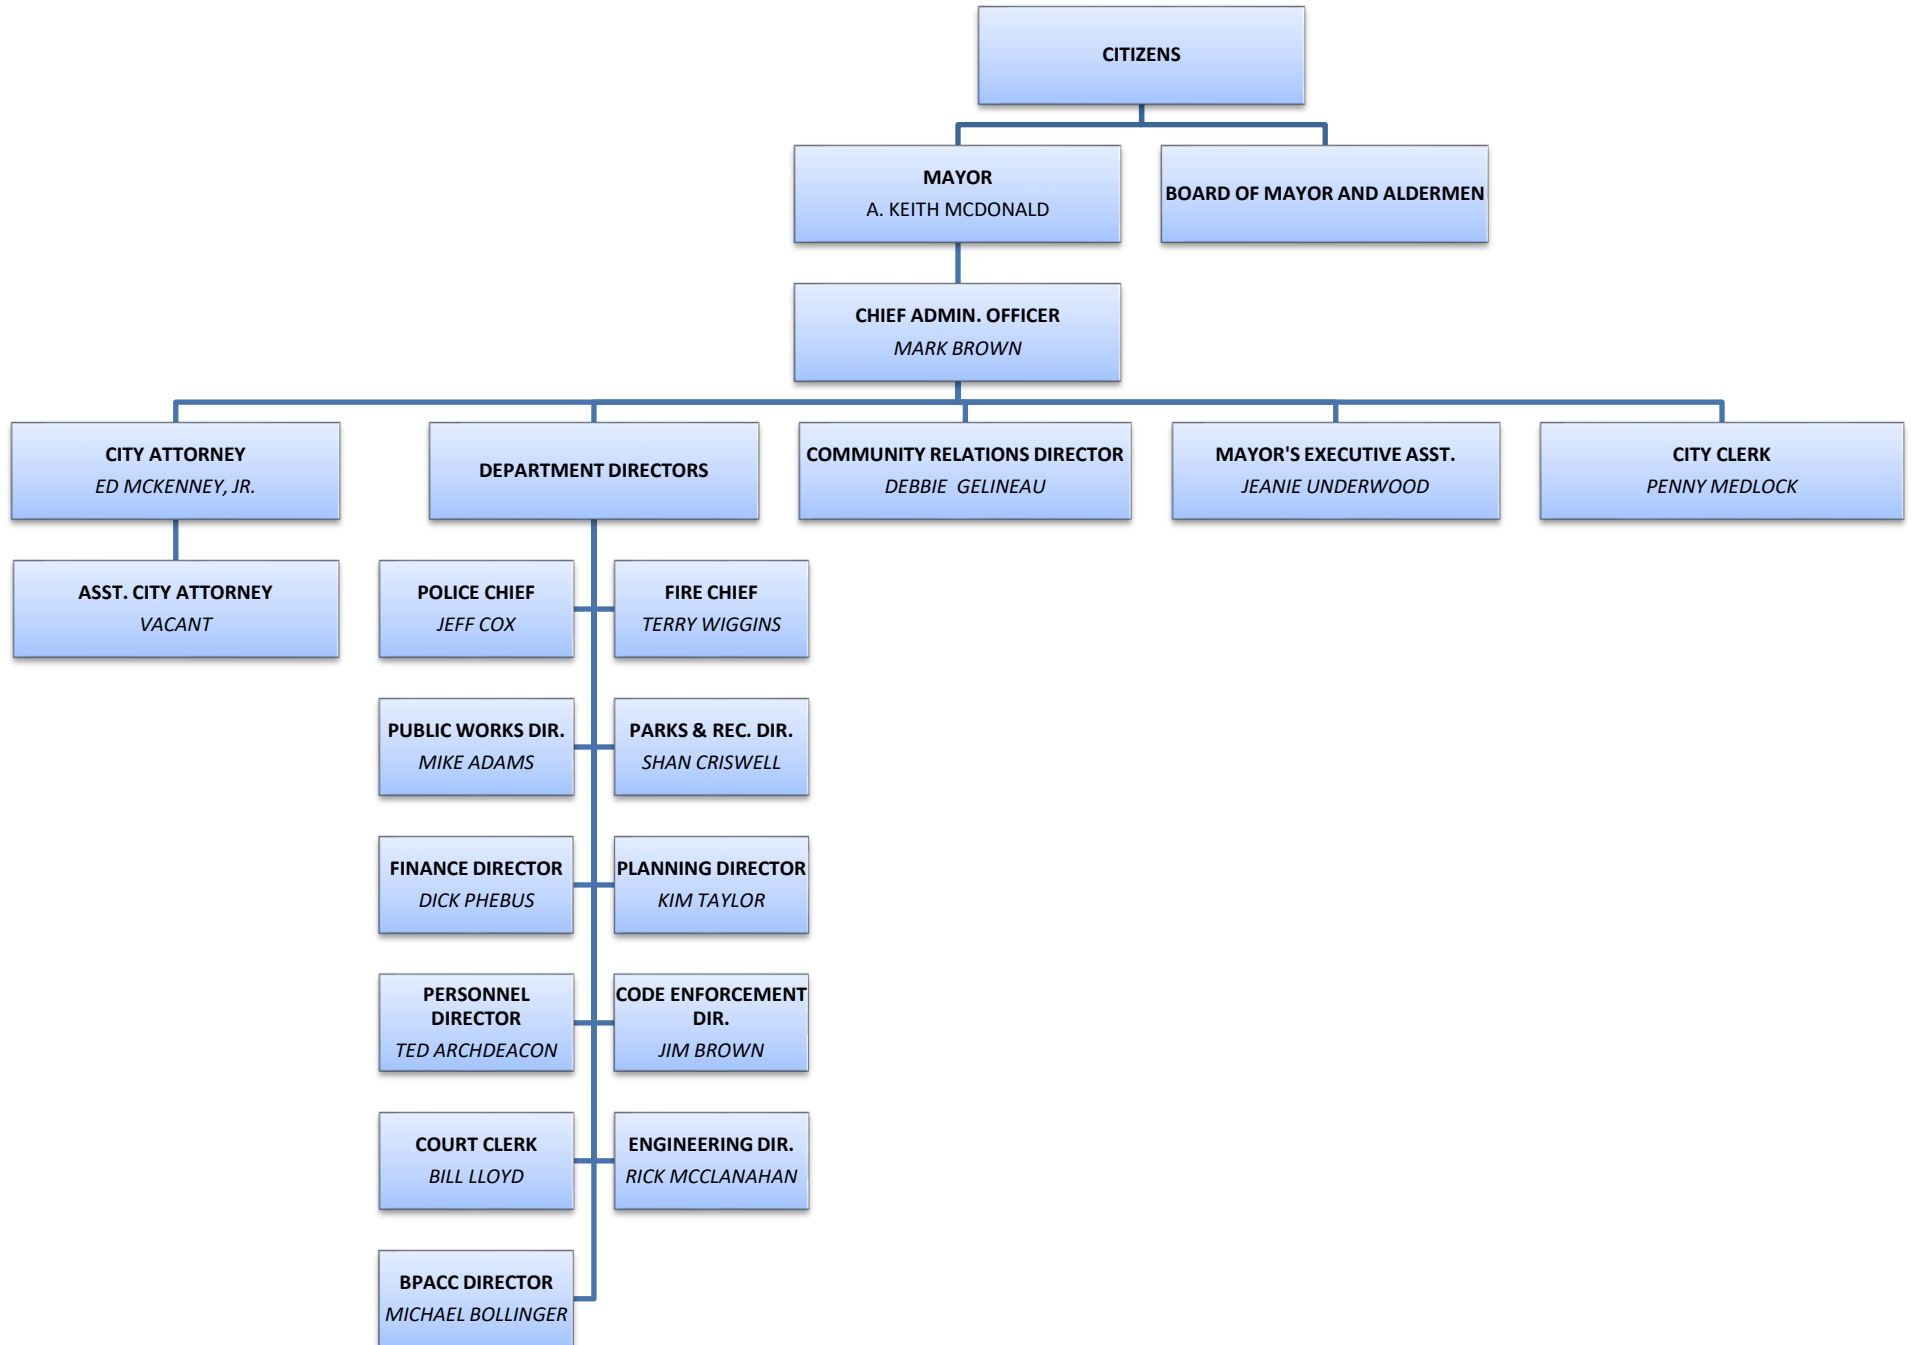 CITIZENS
MAYOR
A. KEITH MCDONALD
BOARD OF MAYOR AND ALDERMEN
CHIEF ADMIN. OFFICER
MARK BROWN
CITY ATTORNEY
ED MCKENNEY, JR.
DEPARTMENT DIRECTORS
COMMUNITY RELATIONS DIRECTOR
DEBBIE  GELINEAU
MAYOR'S EXECUTIVE ASST.
JEANIE UNDERWOOD
CITY CLERK
PENNY MEDLOCK
ASST. CITY ATTORNEY
VACANT
POLICE CHIEF
JEFF COX
FIRE CHIEF
TERRY WIGGINS
PUBLIC WORKS DIR.
MIKE ADAMS
PARKS & REC. DIR.
SHAN CRISWELL
FINANCE DIRECTOR
DICK PHEBUS
PLANNING DIRECTOR
KIM TAYLOR
PERSONNEL
DIRECTOR
TED ARCHDEACON
CODE ENFORCEMENT
DIR.
JIM BROWN
COURT CLERK
BILL LLOYD
ENGINEERING DIR.
RICK MCCLANAHAN
BPACC DIRECTOR
MICHAEL BOLLINGER